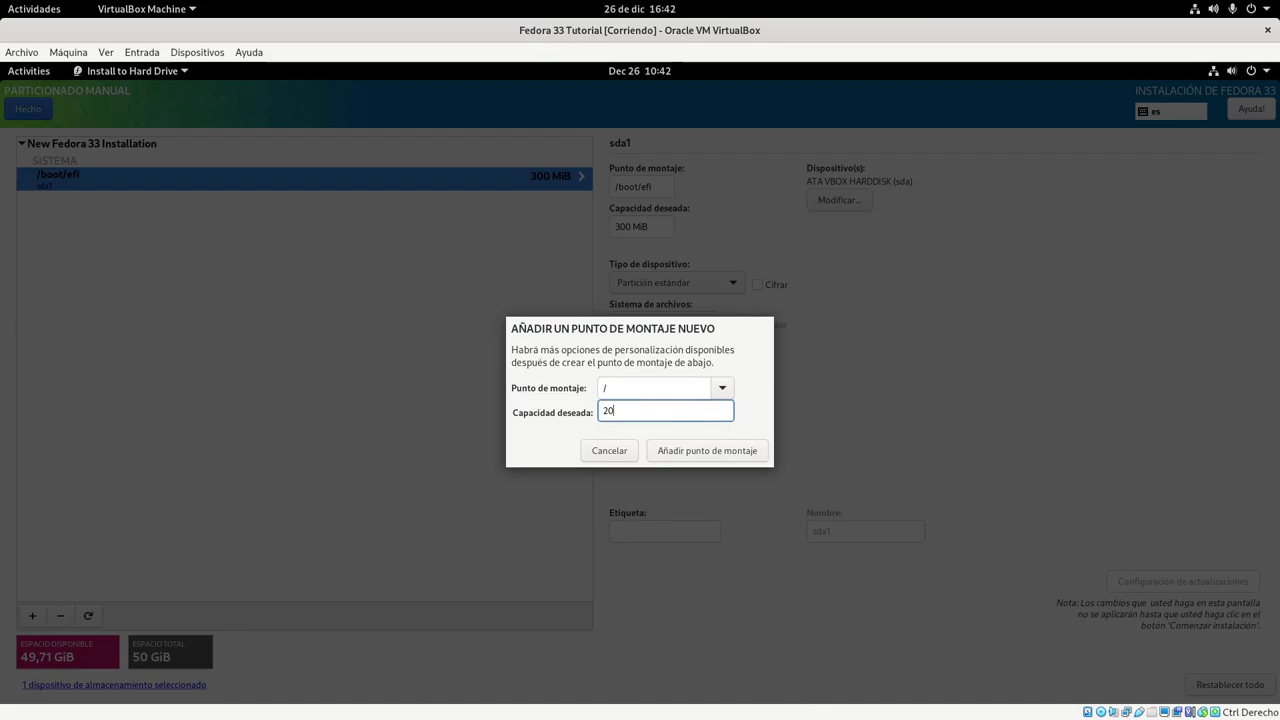 Actividades
VirtualBox Machine
26 de dic 16:42
Fedora 33 Tutorial [Corriendo] - Oracle VM VirtualBox
Archivo Máquina Ver Entrada Dispositivos Ayuda
Activities
Install to Hard Drive
Dec 26 10:42
PARTICIONADO MANUAL
INSTALACIÓN DE FEDORA 33
Hecho
es
Ayuda!
New Fedora 33 Installation
SISTEMA
/boot/efi
sda1
300 MiB
sda1
Punto de montaje:
/boot/efi
Capacidad deseada:
300 MiB
Dispositivo(s):
ATA VBOX HARDDISK (sda)
Modificar...
Tipo de dispositivo:
Partición estándar
Cifrar
Sistema de archivos:
AÑADIR UN PUNTO DE MONTAJE NUEVO
Habrá más opciones de personalización disponibles
después de crear el punto de montaje de abajo.
Punto de montaje: /
Capacidad deseada: 20
Cancelar
Añadir punto de montaje
Etiqueta:
Nombre:
sda1
Configuración de actualizaciones
Nota: Los cambios que usted haga en esta pantalla
no se aplicarán hasta que usted haga clic en el
botón 'Comenzar instalación'.
+ −
ESPACIO DISPONIBLE
49,71 GiB
ESPACIO TOTAL
50 GiB
1 dispositivo de almacenamiento seleccionado
Restablecer todo
Ctrl Derecho